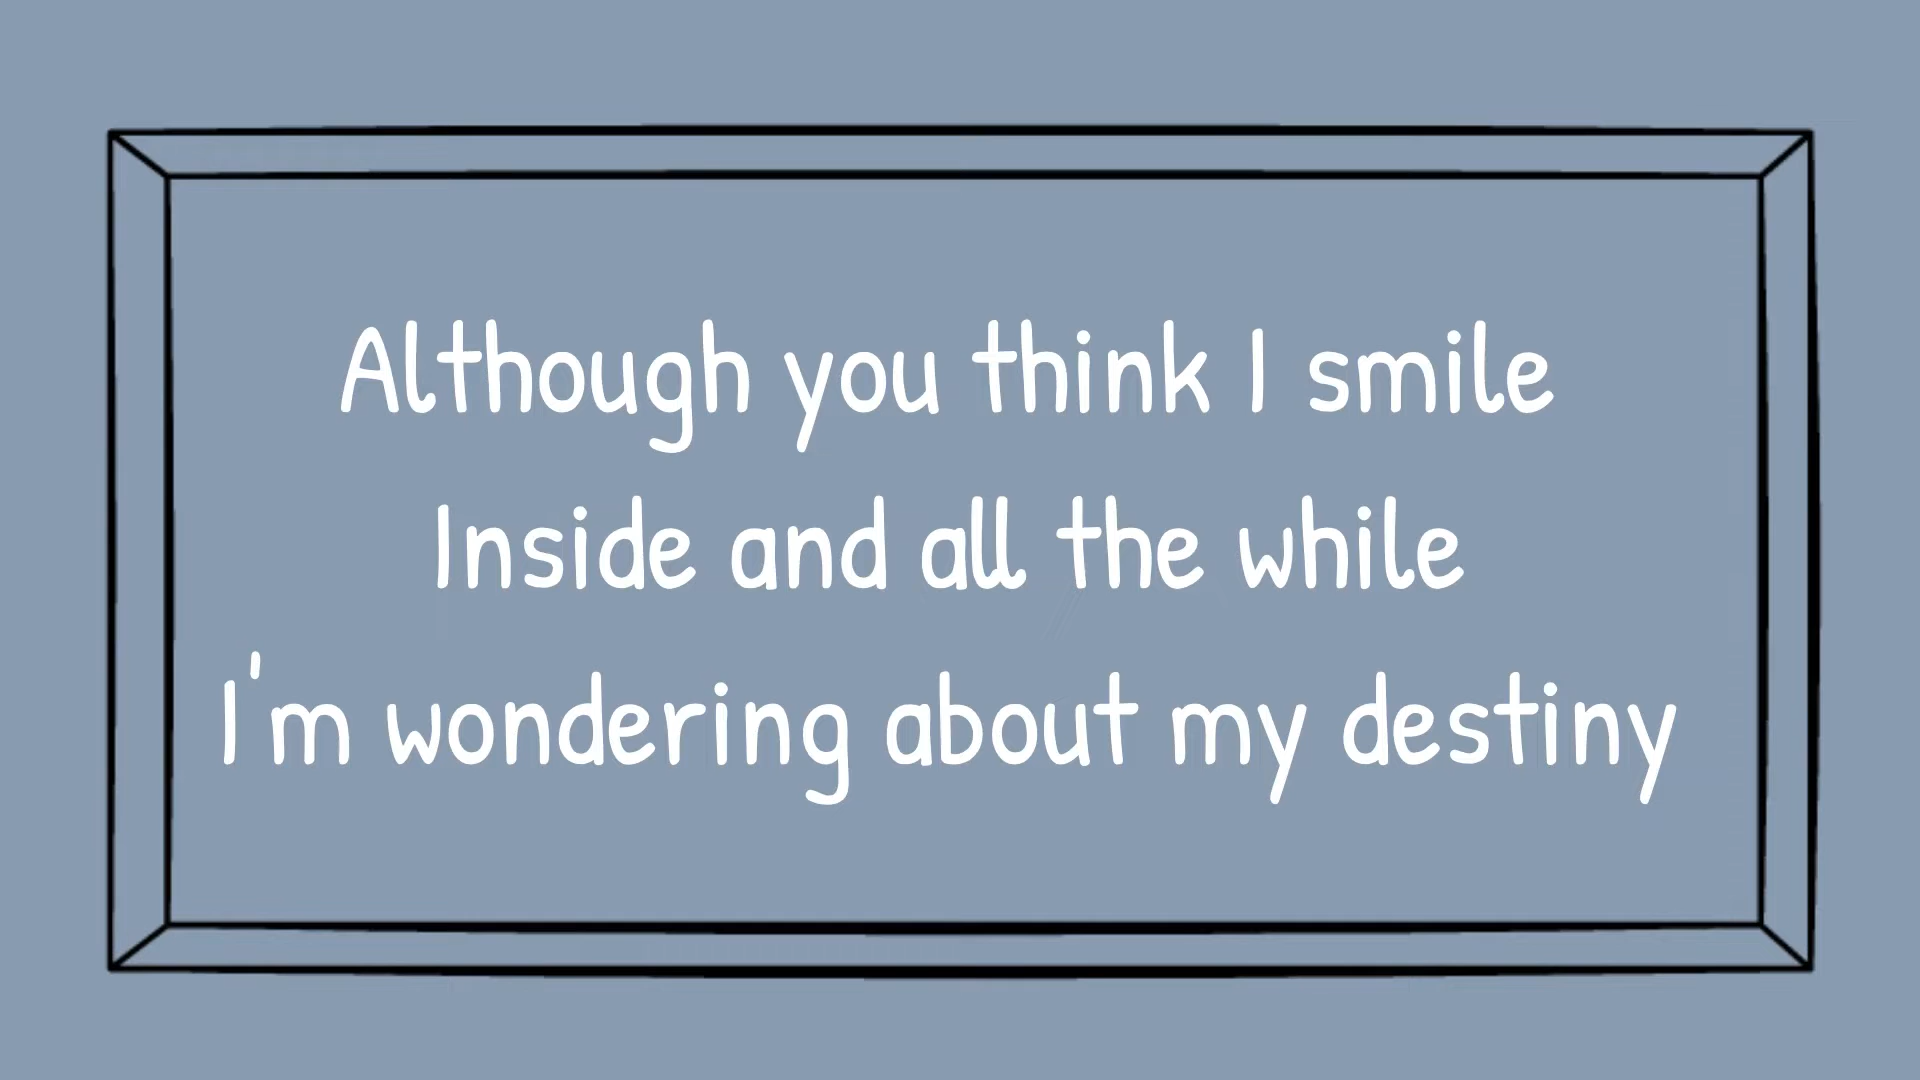 Although you think I smile
Inside and all the while
I'm wondering about my destiny